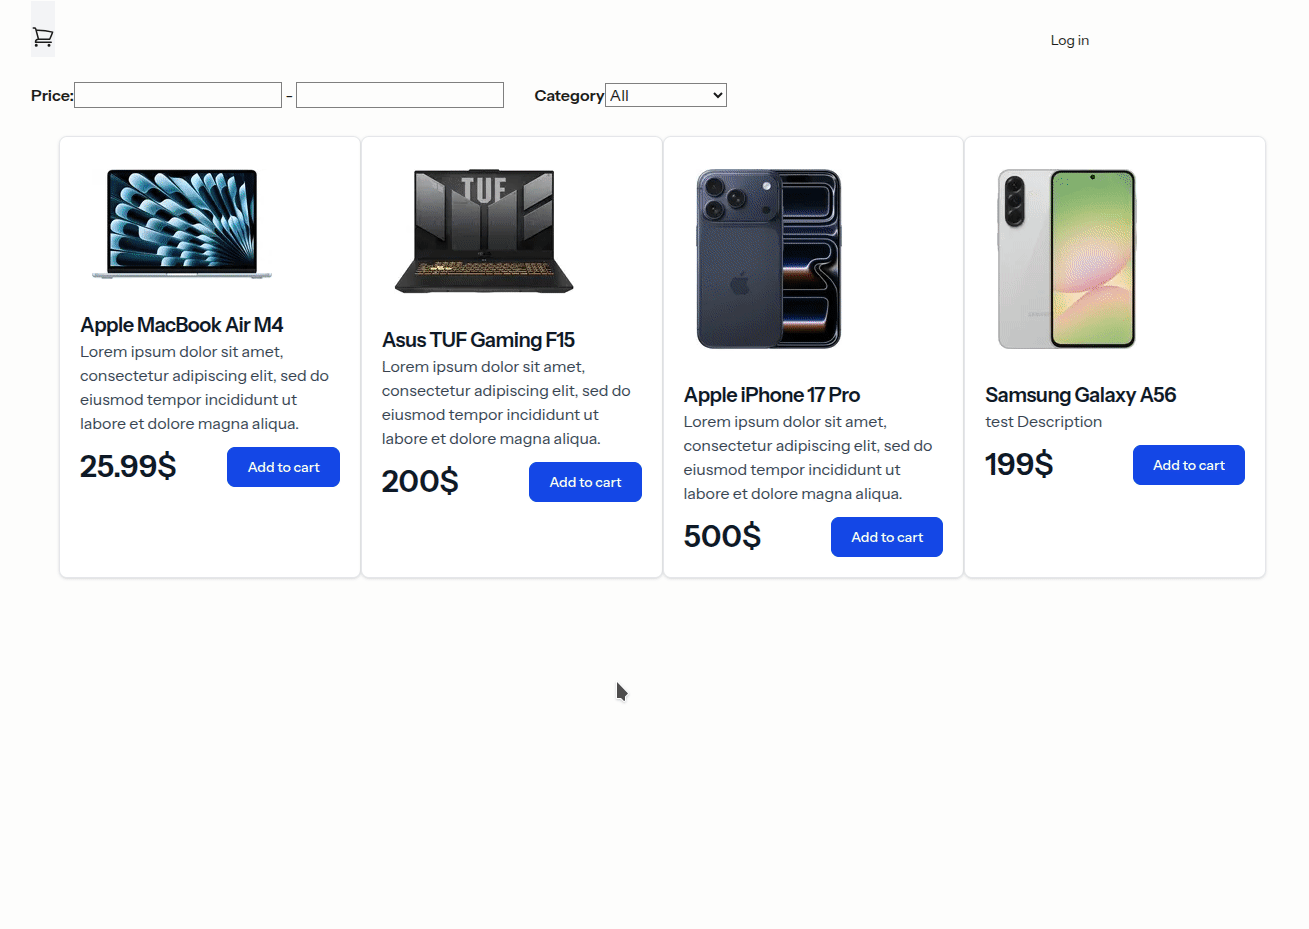 Log in
Price: -
Category All
TUF
Apple MacBook Air M4
Lorem ipsum dolor sit amet,
consectetur adipiscing elit, sed do
eiusmod tempor incididunt ut
labore et dolore magna aliqua.
25.99$ Add to cart
Asus TUF Gaming F15
Lorem ipsum dolor sit amet,
consectetur adipiscing elit, sed do
eiusmod tempor incididunt ut
labore et dolore magna aliqua.
200$ Add to cart
Apple iPhone 17 Pro
Lorem ipsum dolor sit amet,
consectetur adipiscing elit, sed do
eiusmod tempor incididunt ut
labore et dolore magna aliqua.
500$ Add to cart
Samsung Galaxy A56
test Description
199$ Add to cart